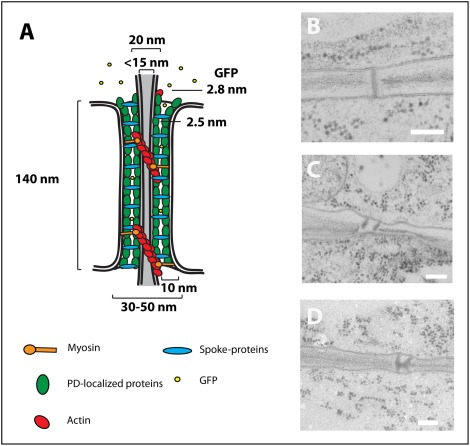 A
20 nm
<15 nm
GFP
2.8 nm
2.5 nm
140 nm
10 nm
30-50 nm
Myosin
Spoke-proteins
PD-localized proteins
GFP
Actin
B
C
D